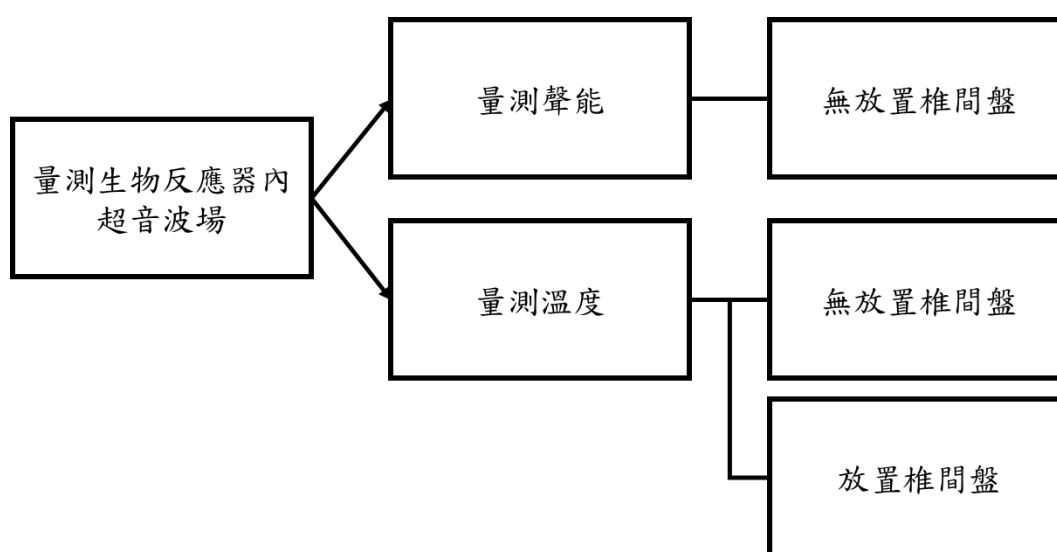 量測生物反應器內
超音波場
量測聲能
無放置椎間盤
量測溫度
無放置椎間盤
放置椎間盤